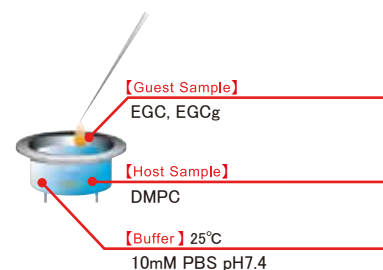 【Guest Sample】
EGC, EGCg
【Host Sample】
DMPC
【Buffer】25℃
10mM PBS pH7.4